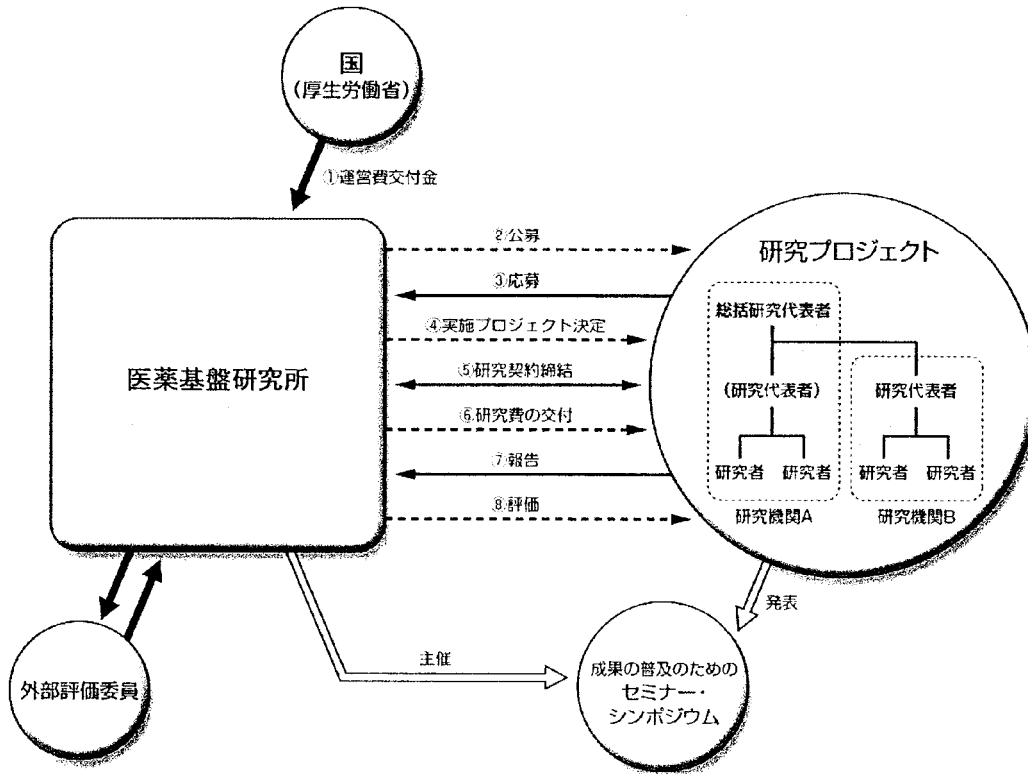 国
(厚生労働省)
①運営費交付金
医薬基盤研究所
②公募
③応募
④実施プロジェクト決定
⑤研究契約締結
⑥研究費の交付
⑦報告
⑧評価
研究プロジェクト
総括研究代表者
(研究代表者)
研究代表者
研究者 研究者
研究者 研究者
研究機関A
研究機関B
外部評価委員
主催
発表
成果の普及のための
セミナー・
シンポジウム